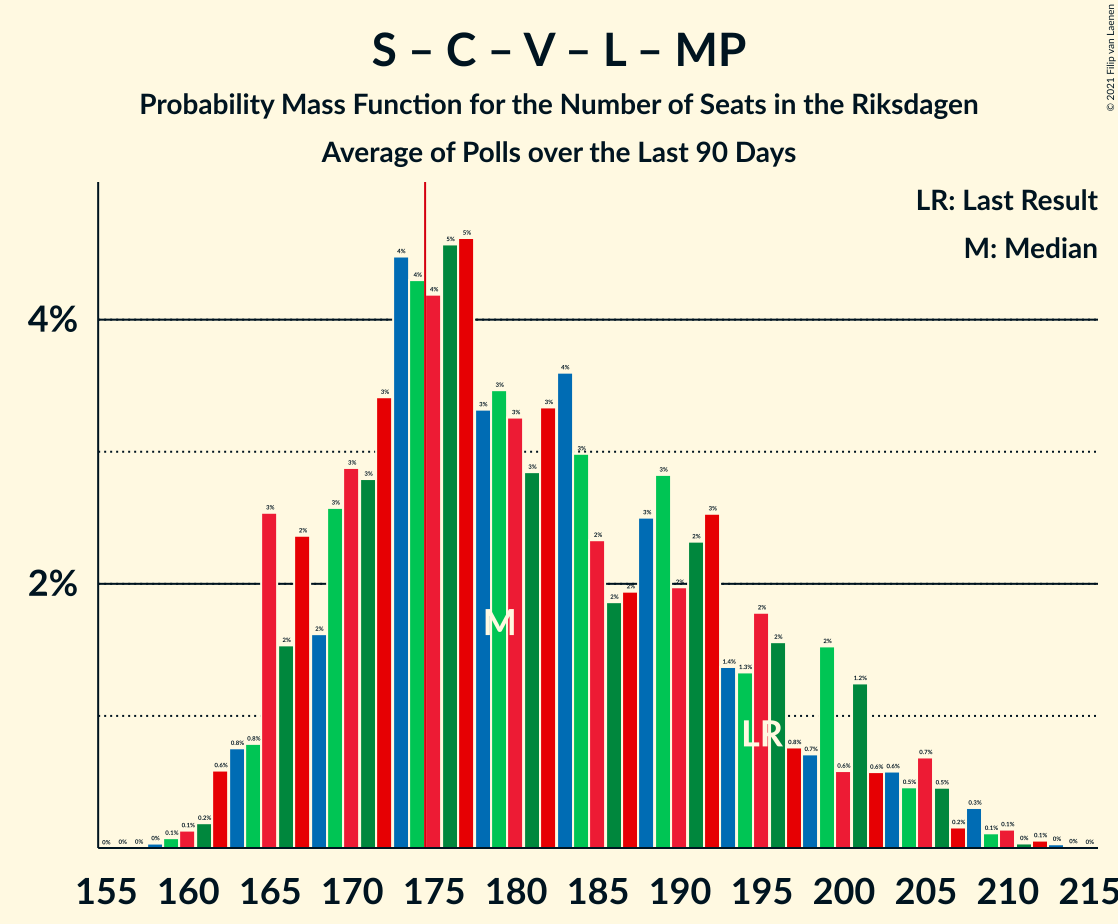 S – C – V – L – MP
Probability Mass Function for the Number of Seats in the Riksdagen
Average of Polls over the Last 90 Days
© 2021 Filip van Laenen
LR: Last Result
M: Median
4%
2%
0% 0% 0% 0% 0.1% 0.1% 0.2% 0.6% 0.8% 0.8% 3% 2% 2% 2% 3% 3% 3% 3% 4% 4% 4% 5% 5% 3% 3% 3% 3% 3% 4% 3% 2% 2% 2% 3% 3% 2% 2% 3% 1.4% 1.3% 2% 2% 0.8% 0.7% 2% 0.6% 1.2% 0.6% 0.6% 0.5% 0.7% 0.5% 0.2% 0.3% 0.1% 0.1% 0% 0.1% 0% 0% 0%
M
LR
155 160 165 170 175 180 185 190 195 200 205 210 215